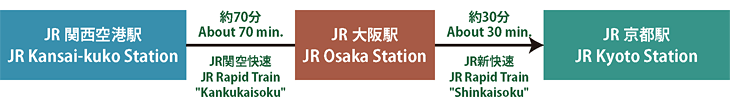 JR 関西空港駅
JR Kansai-kuko Station
約70分
About 70 min.
JR関空快速
JR Rapid Train
"Kankukaisoku"
JR 大阪駅
JR Osaka Station
約30分
About 30 min.
JR新快速
JR Rapid Train
"Shinkaisoku"
JR 京都駅
JR Kyoto Station